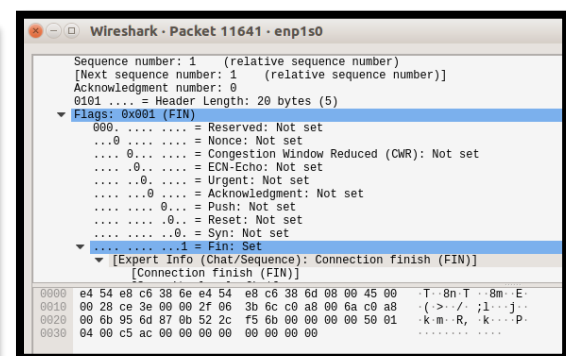 Wireshark · Packet 11641 · enp1s0
Sequence number: 1    (relative sequence number)
[Next sequence number: 1    (relative sequence number)]
Acknowledgment number: 0
0101 .... = Header Length: 20 bytes (5)
Flags: 0x001 (FIN)
000. .... .... = Reserved: Not set
...0 .... .... = Nonce: Not set
.... 0... .... = Congestion Window Reduced (CWR): Not set
.... .0.. .... = ECN-Echo: Not set
.... ..0. .... = Urgent: Not set
.... ...0 .... = Acknowledgment: Not set
.... .... 0... = Push: Not set
.... .... .0.. = Reset: Not set
.... .... ..0. = Syn: Not set
.... .... ...1 = Fin: Set
[Expert Info (Chat/Sequence): Connection finish (FIN)]
[Connection finish (FIN)]
0000 e4 54 e8 c6 38 6e e4 54 e8 c6 38 6d 08 00 45 00 ·T··8n·T ··8m··E·
0010 00 28 ce 3e 00 00 2f 06 3b 6c c0 a8 00 6a c0 a8 ·(·>··/· ;l···j··
0020 00 6b 95 6d 87 0b 52 2c f5 6b 00 00 00 00 50 01 ·k·m··R, ·k····P·
0030 04 00 c5 ac 00 00 00 00 00 00 00 00 ········ ····